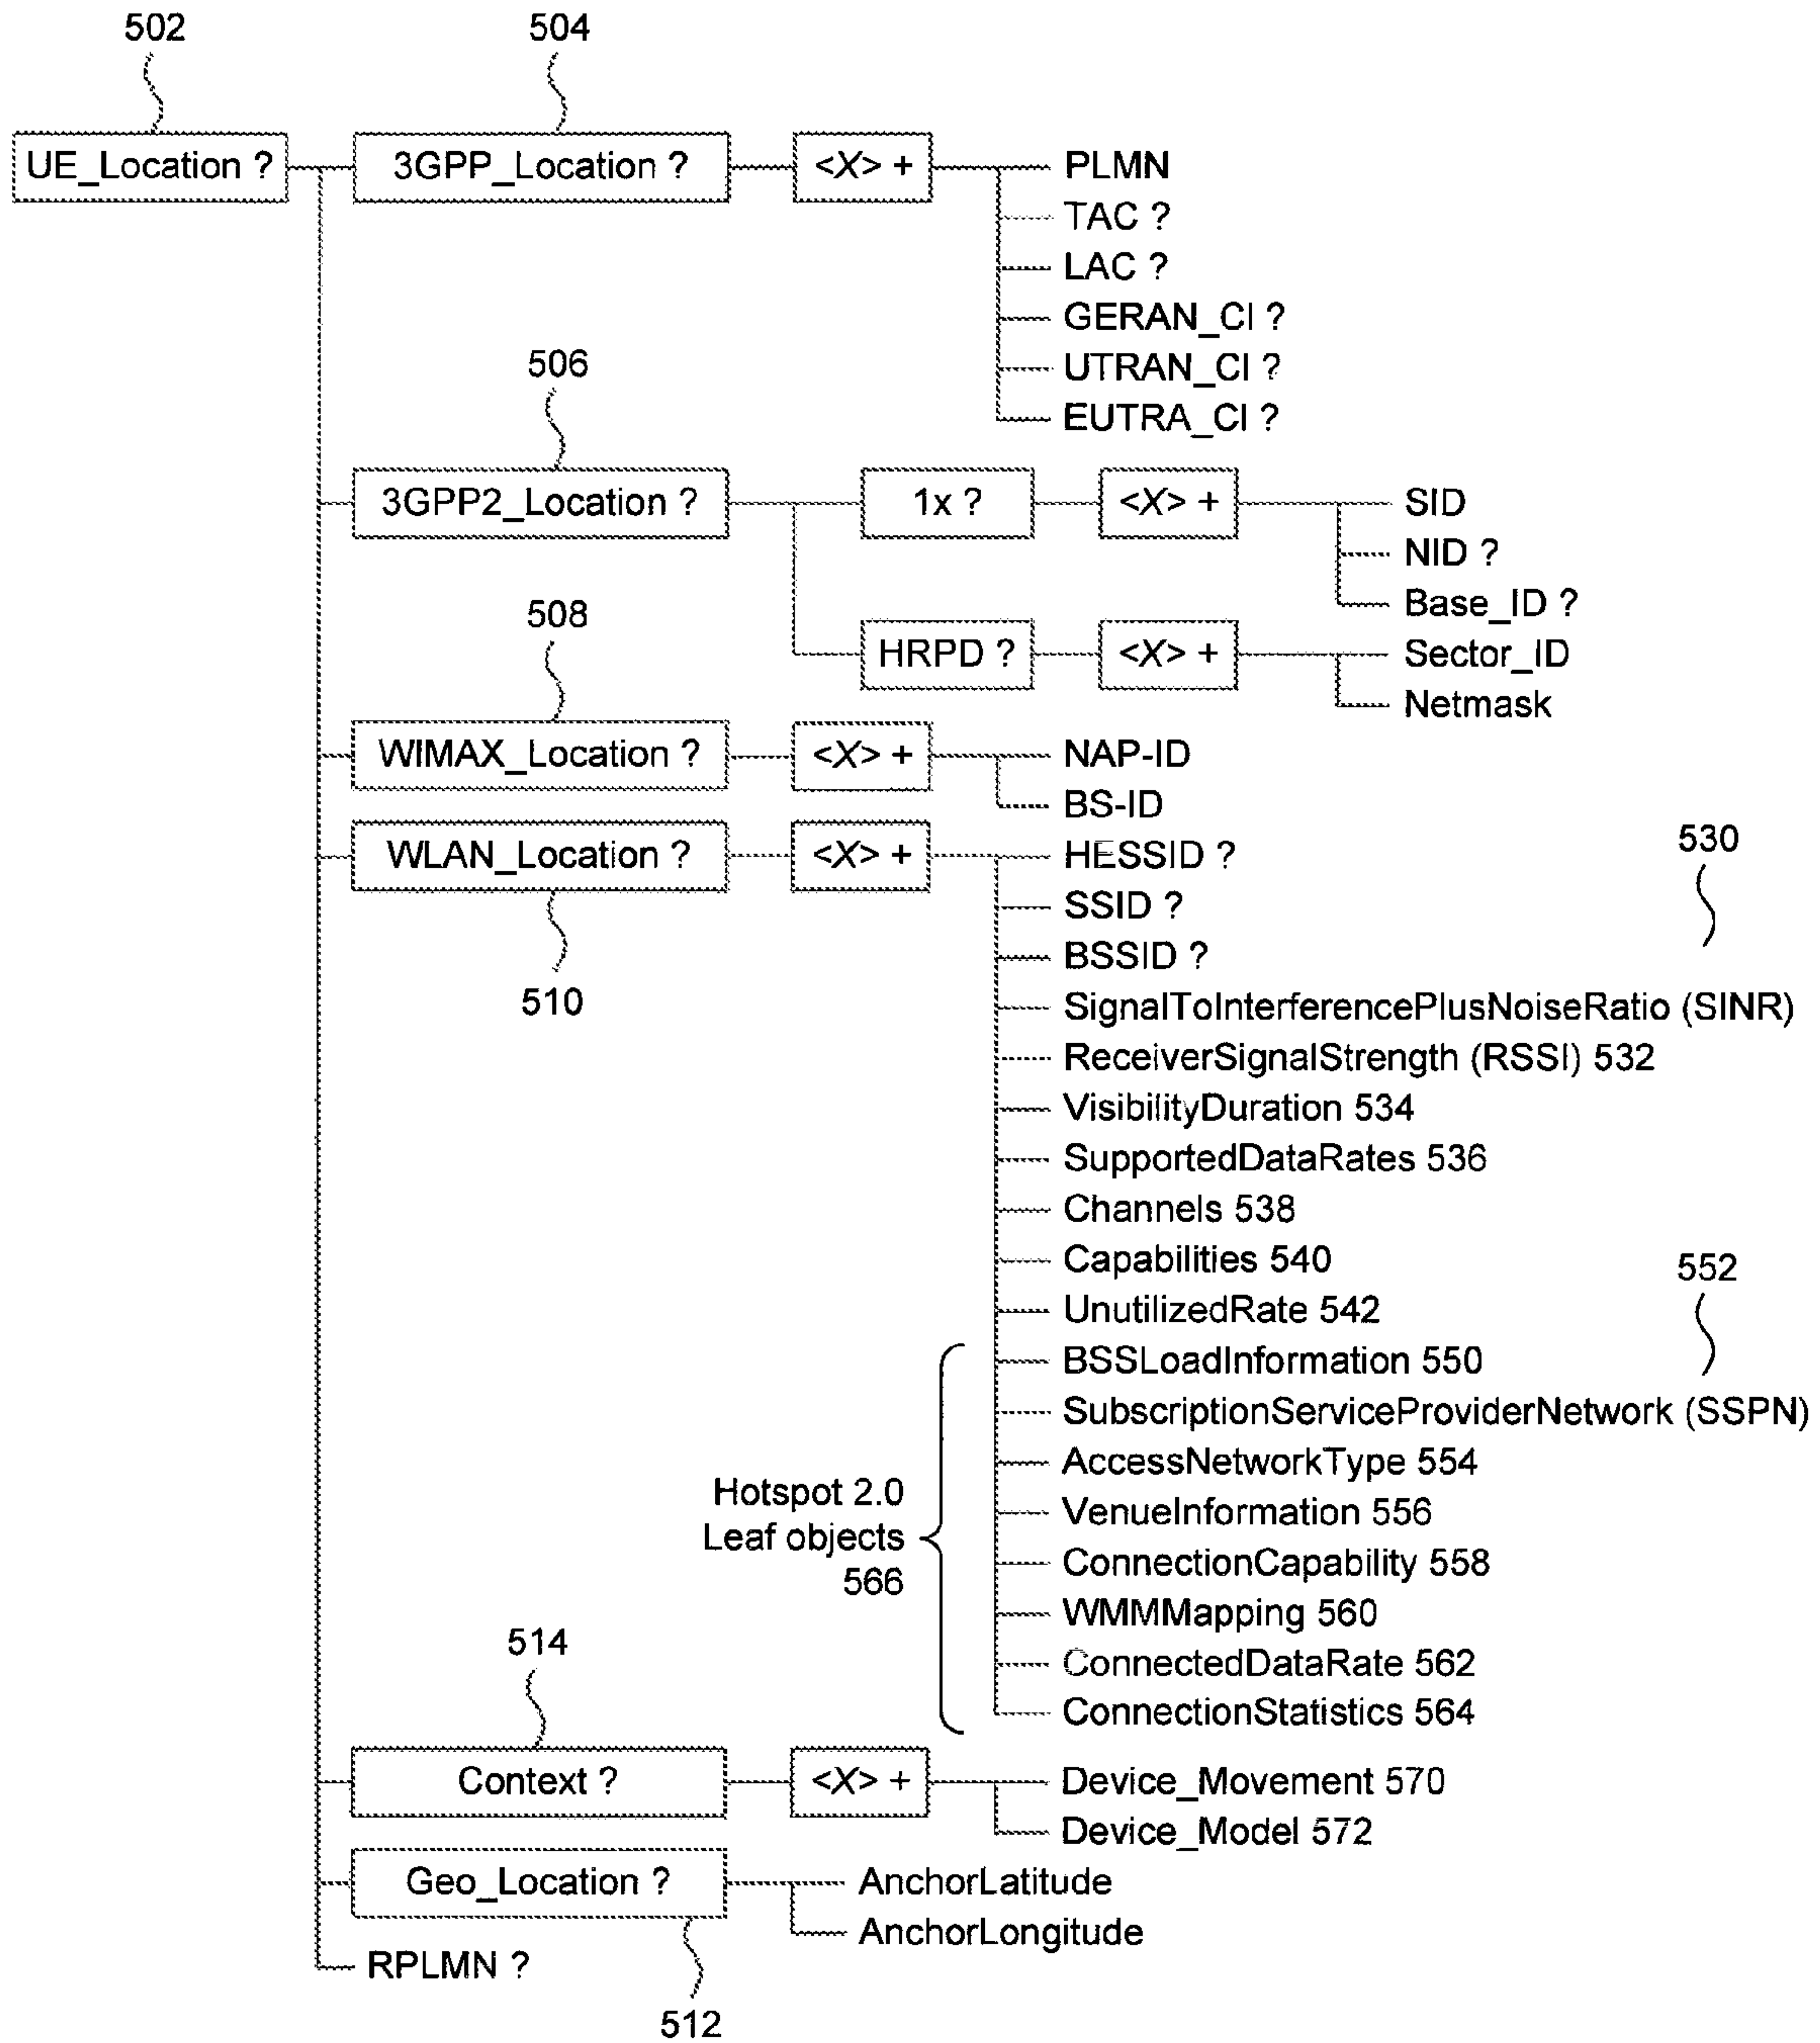 502
504
UE_Location ?
3GPP_Location ?
<X> +
PLMN
TAC ?
LAC ?
GERAN_CI ?
UTRAN_CI ?
EUTRA_CI ?
506
3GPP2_Location ?
1x ?
<X> +
SID
NID ?
Base_ID ?
HRPD ?
<X> +
Sector_ID
Netmask
508
WIMAX_Location ?
<X> +
NAP-ID
BS-ID
WLAN_Location ?
<X> +
510
HESSID ?
SSID ?
BSSID ?
530
SignalToInterferencePlusNoiseRatio (SINR)
ReceiverSignalStrength (RSSI) 532
VisibilityDuration 534
SupportedDataRates 536
Channels 538
Capabilities 540
UnutilizedRate 542
552
BSSLoadInformation 550
SubscriptionServiceProviderNetwork (SSPN)
AccessNetworkType 554
VenueInformation 556
ConnectionCapability 558
WMMMapping 560
ConnectedDataRate 562
ConnectionStatistics 564
Hotspot 2.0
Leaf objects
566
514
Context ?
<X> +
Device_Movement 570
Device_Model 572
Geo_Location ?
AnchorLatitude
AnchorLongitude
RPLMN ?
512